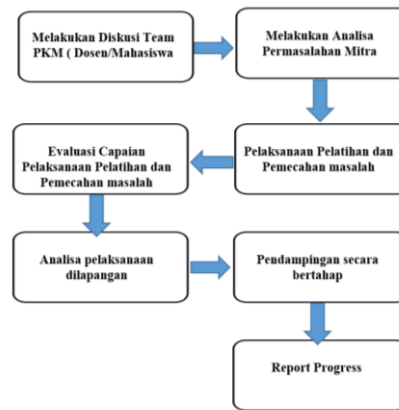 Melakukan Diskusi Team
PKM ( Dosen/Mahasiswa
Melakukan Analisa
Permasalahan Mitra
Pelaksanaan Pelatihan dan
Pemecahan masalah
Evaluasi Capaian
Pelaksanaan Pelatihan dan
Pemecahan masalah
Analisa pelaksanaan
dilapangan
Pendampingan secara
bertahap
Report Progress